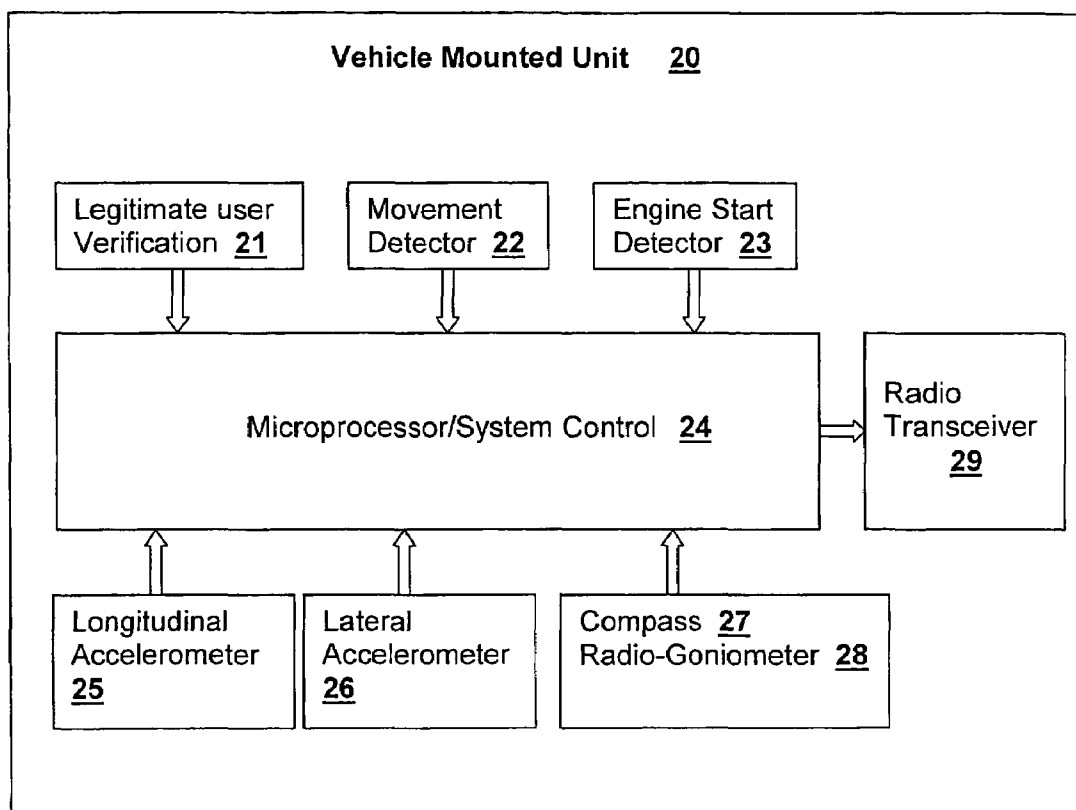 Vehicle Mounted Unit 20
Legitimate user
Verification 21
Movement
Detector 22
Engine Start
Detector 23
Microprocessor/System Control 24
Radio
Transceiver
29
Longitudinal
Accelerometer
25
Lateral
Accelerometer
26
Compass 27
Radio-Goniometer 28